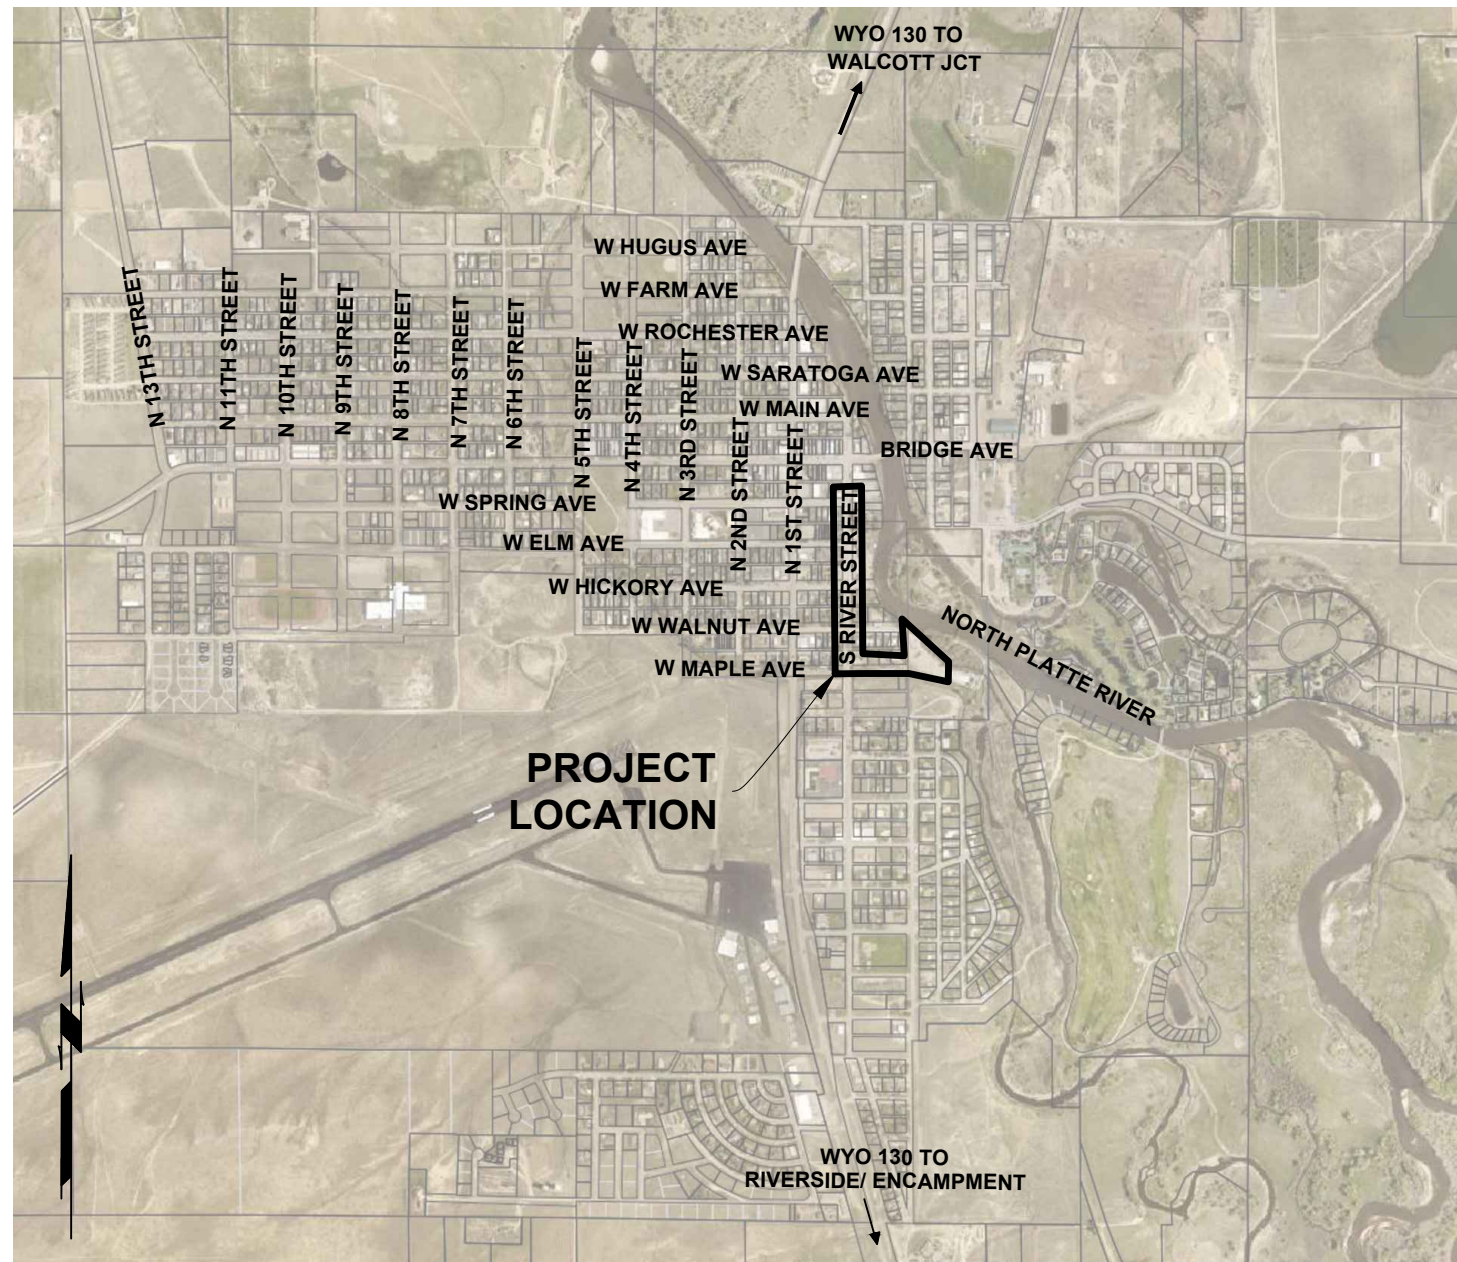 WYO 130 TO
WALCOTT JCT
W HUGUS AVE
W FARM AVE
W ROCHESTER AVE
W SARATOGA AVE
W MAIN AVE
BRIDGE AVE
N 13TH STREET
N 11TH STREET
N 10TH STREET
N 9TH STREET
N 8TH STREET
N 7TH STREET
N 6TH STREET
N 5TH STREET
N 4TH STREET
N 3RD STREET
N 2ND STREET
N 1ST STREET
S RIVER STREET
W SPRING AVE
W ELM AVE
W HICKORY AVE
W WALNUT AVE
W MAPLE AVE
NORTH PLATTE RIVER
PROJECT
LOCATION
WYO 130 TO
RIVERSIDE/ ENCAMPMENT